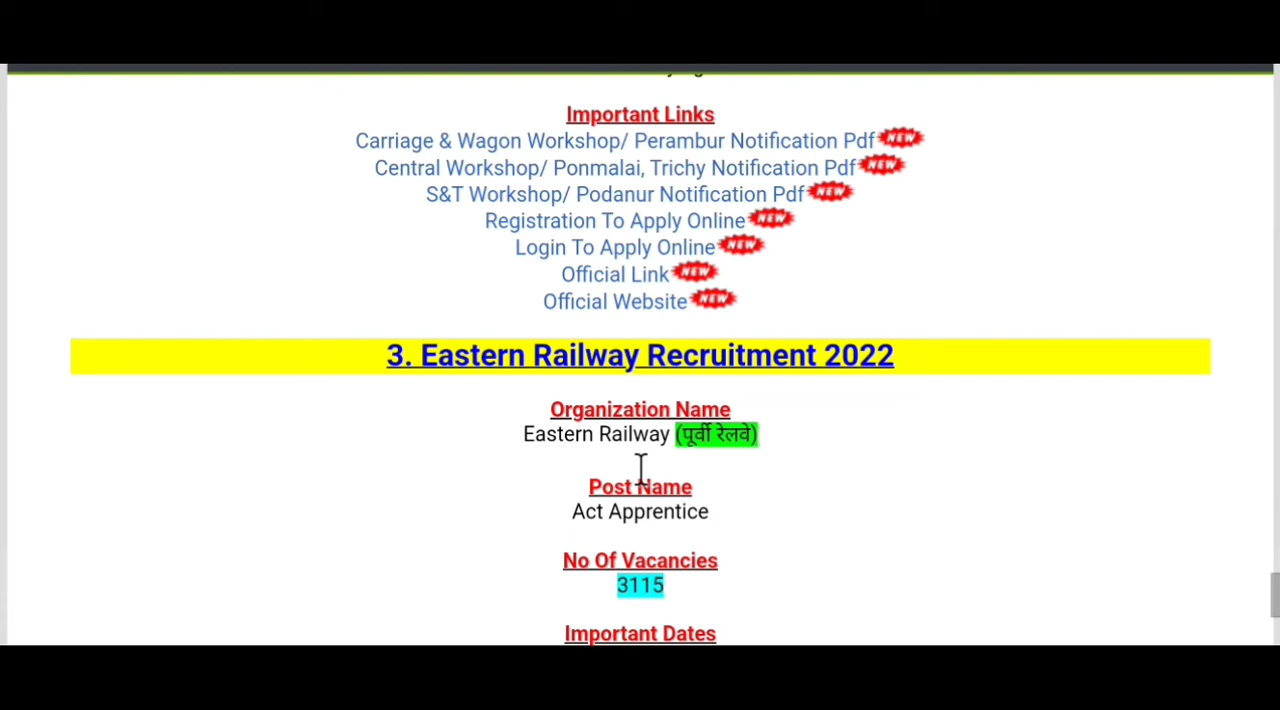 Important Links
Carriage & Wagon Workshop/ Perambur Notification Pdf NEW
Central Workshop/ Ponmalai, Trichy Notification Pdf NEW
S&T Workshop/ Podanur Notification Pdf NEW
Registration To Apply Online NEW
Login To Apply Online NEW
Official Link NEW
Official Website NEW
3. Eastern Railway Recruitment 2022
Organization Name
Eastern Railway (पूर्वी रेलवे)
Post Name
Act Apprentice
No Of Vacancies
3115
Important Dates